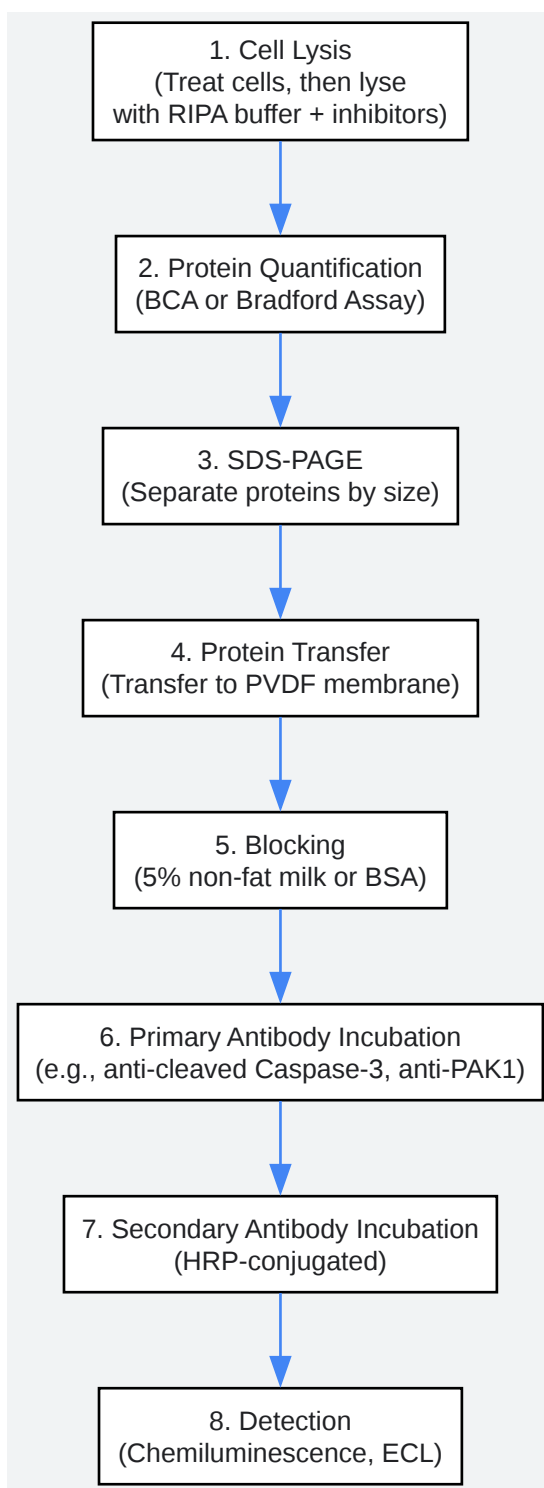 1. Cell Lysis
(Treat cells, then lyse
with RIPA buffer + inhibitors)
2. Protein Quantification
(BCA or Bradford Assay)
3. SDS-PAGE
(Separate proteins by size)
4. Protein Transfer
(Transfer to PVDF membrane)
5. Blocking
(5% non-fat milk or BSA)
6. Primary Antibody Incubation
(e.g., anti-cleaved Caspase-3, anti-PAK1)
7. Secondary Antibody Incubation
(HRP-conjugated)
8. Detection
(Chemiluminescence, ECL)